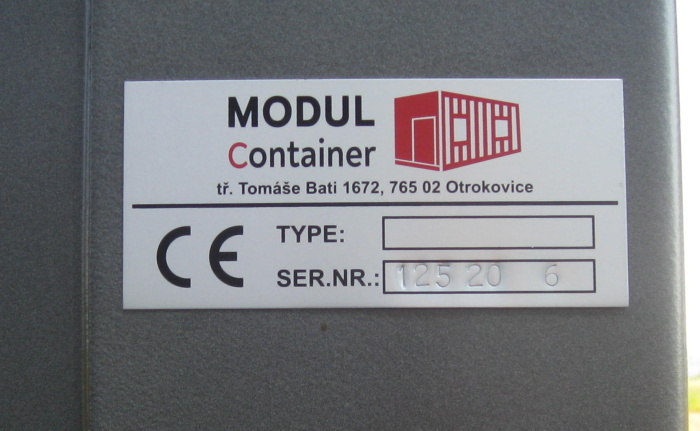 MODUL
Container
tř. Tomáše Bati 1672, 765 02 Otrokovice
CE
TYPE:
SER.NR.: 125 20 6